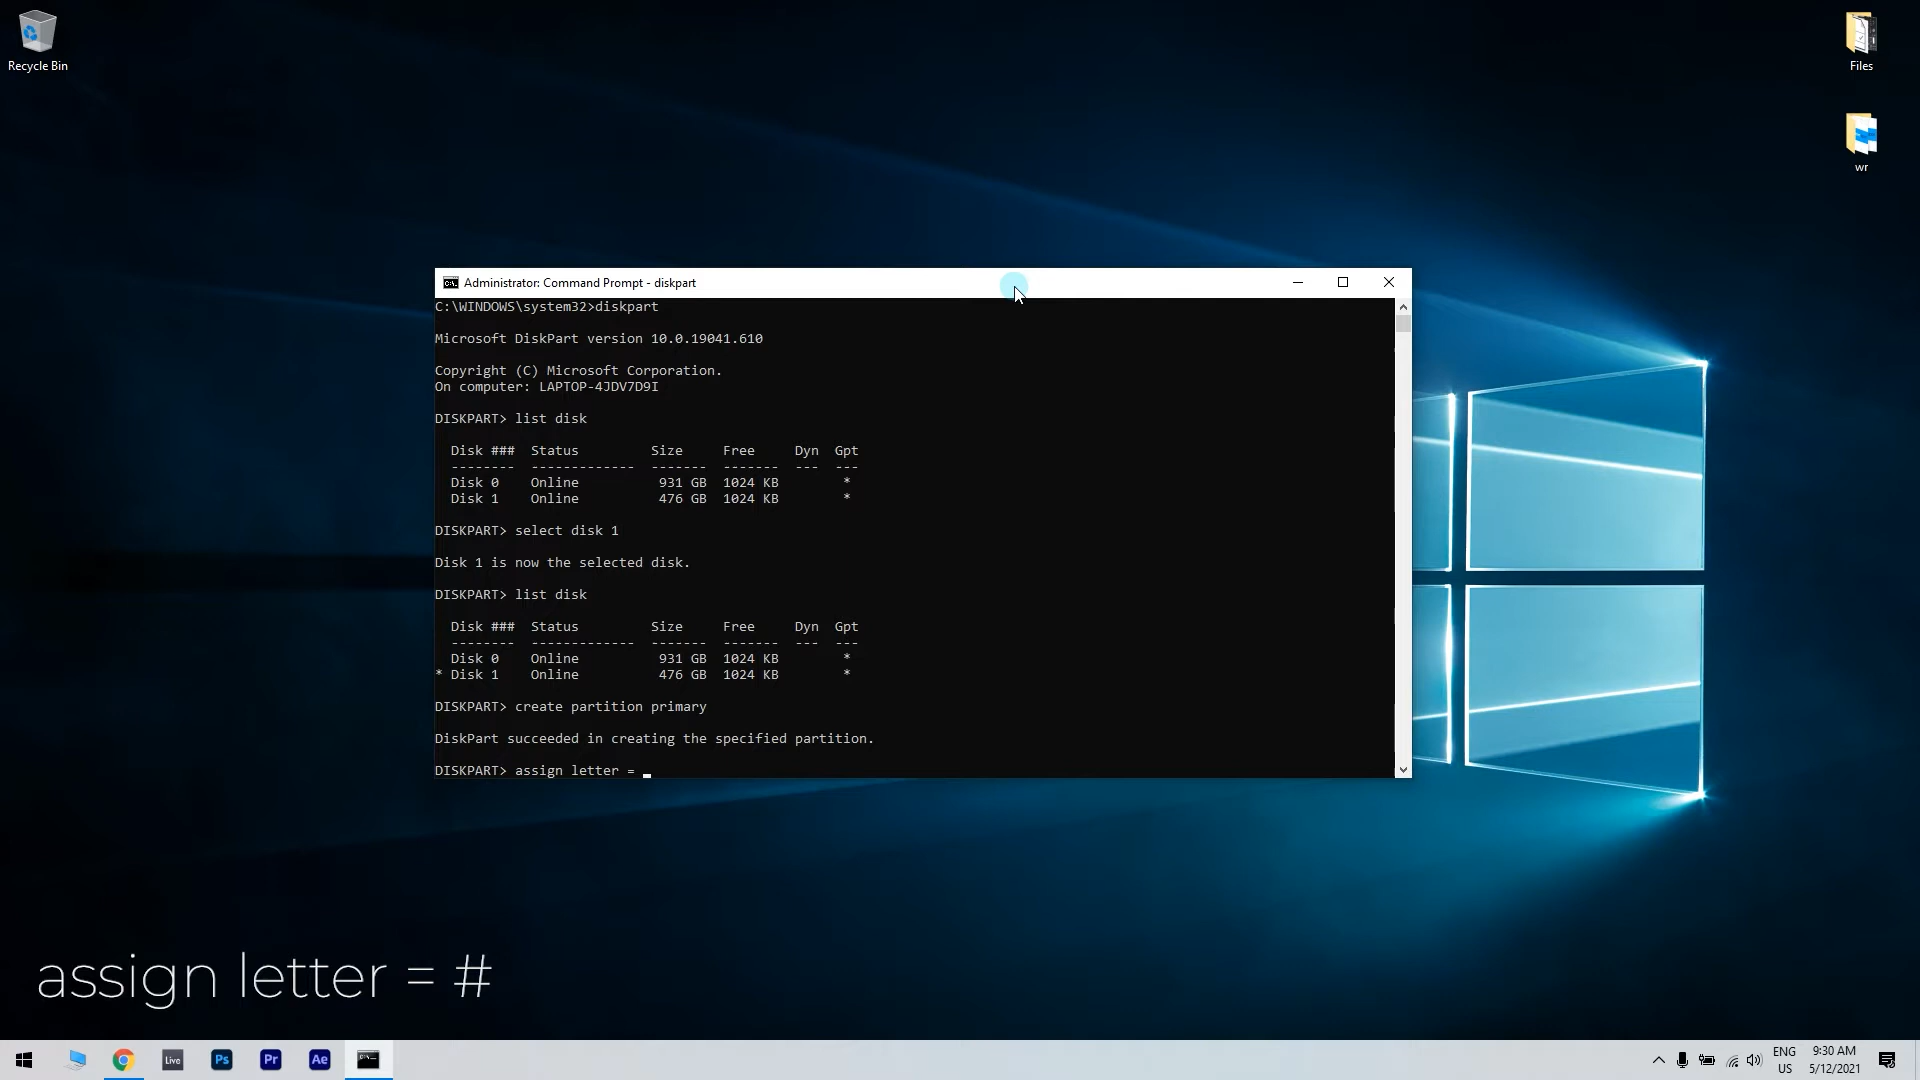 Recycle Bin
Files
wr
Administrator: Command Prompt - diskpart
C:\WINDOWS\system32>diskpart
Microsoft DiskPart version 10.0.19041.610
Copyright (C) Microsoft Corporation.
On computer: LAPTOP-4JDV7D9I
DISKPART> list disk
Disk ### Status Size Free Dyn Gpt
-------- ------------- ------- ------- --- ---
Disk 0 Online 931 GB 1024 KB *
Disk 1 Online 476 GB 1024 KB *
DISKPART> select disk 1
Disk 1 is now the selected disk.
DISKPART> list disk
Disk ### Status Size Free Dyn Gpt
-------- ------------- ------- ------- --- ---
Disk 0 Online 931 GB 1024 KB *
* Disk 1 Online 476 GB 1024 KB *
DISKPART> create partition primary
DiskPart succeeded in creating the specified partition.
DISKPART> assign letter = _
assign letter = #
Live Ps Pr Ae
ENG 9:30 AM
US 5/12/2021